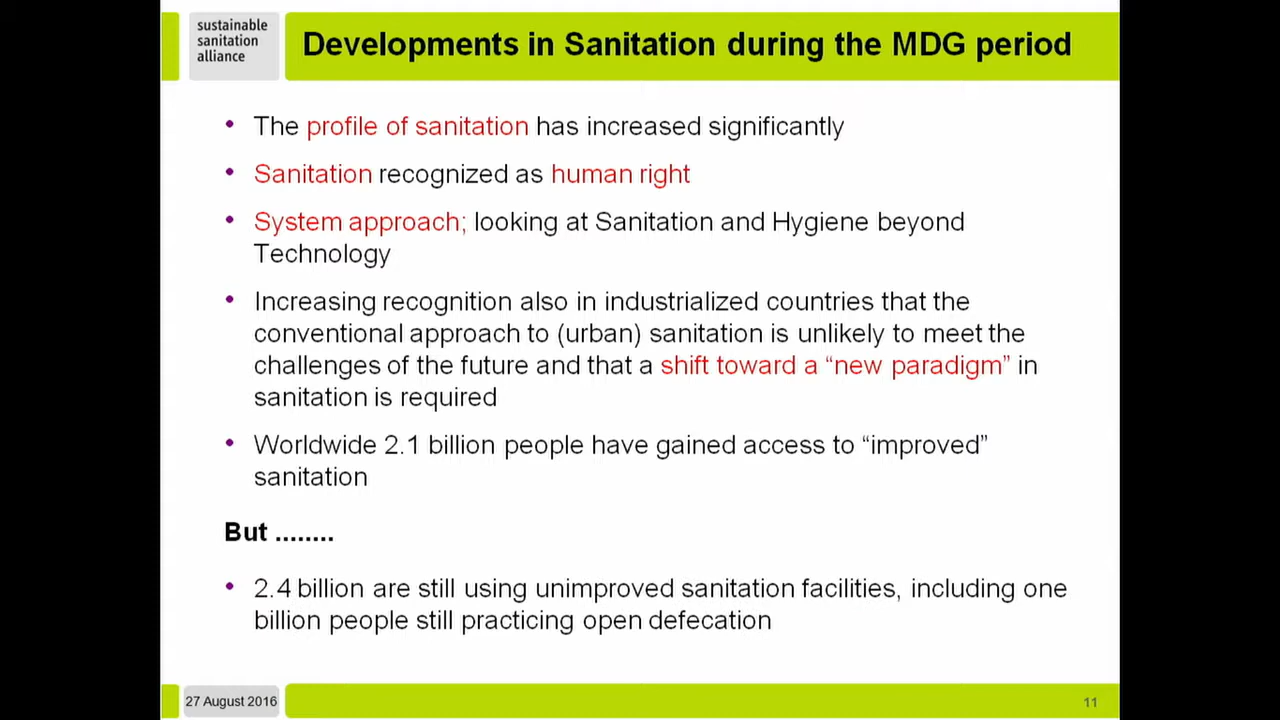 sustainable
sanitation
alliance
Developments in Sanitation during the MDG period
• The profile of sanitation has increased significantly
• Sanitation recognized as human right
• System approach; looking at Sanitation and Hygiene beyond
Technology
• Increasing recognition also in industrialized countries that the
conventional approach to (urban) sanitation is unlikely to meet the
challenges of the future and that a shift toward a “new paradigm” in
sanitation is required
• Worldwide 2.1 billion people have gained access to “improved”
sanitation
But ........
• 2.4 billion are still using unimproved sanitation facilities, including one
billion people still practicing open defecation
27 August 2016
11